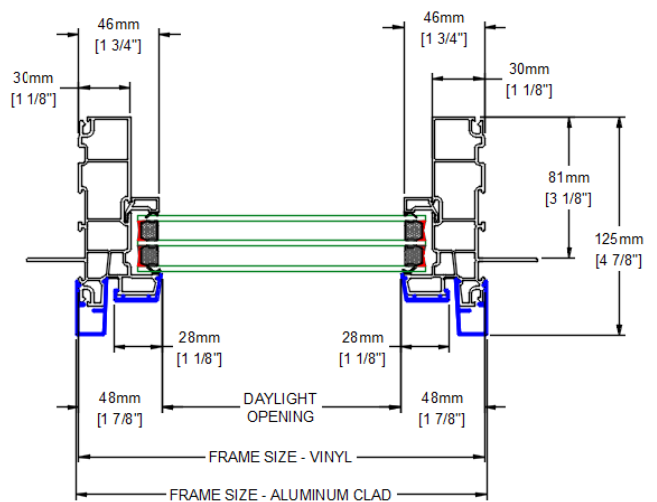 46mm
[1 3/4"]
46mm
[1 3/4"]
30mm
[1 1/8"]
30mm
[1 1/8"]
81mm
[3 1/8"]
125mm
[4 7/8"]
28mm
[1 1/8"]
28mm
[1 1/8"]
48mm
[1 7/8"]
DAYLIGHT
OPENING
48mm
[1 7/8"]
FRAME SIZE - VINYL
FRAME SIZE - ALUMINUM CLAD